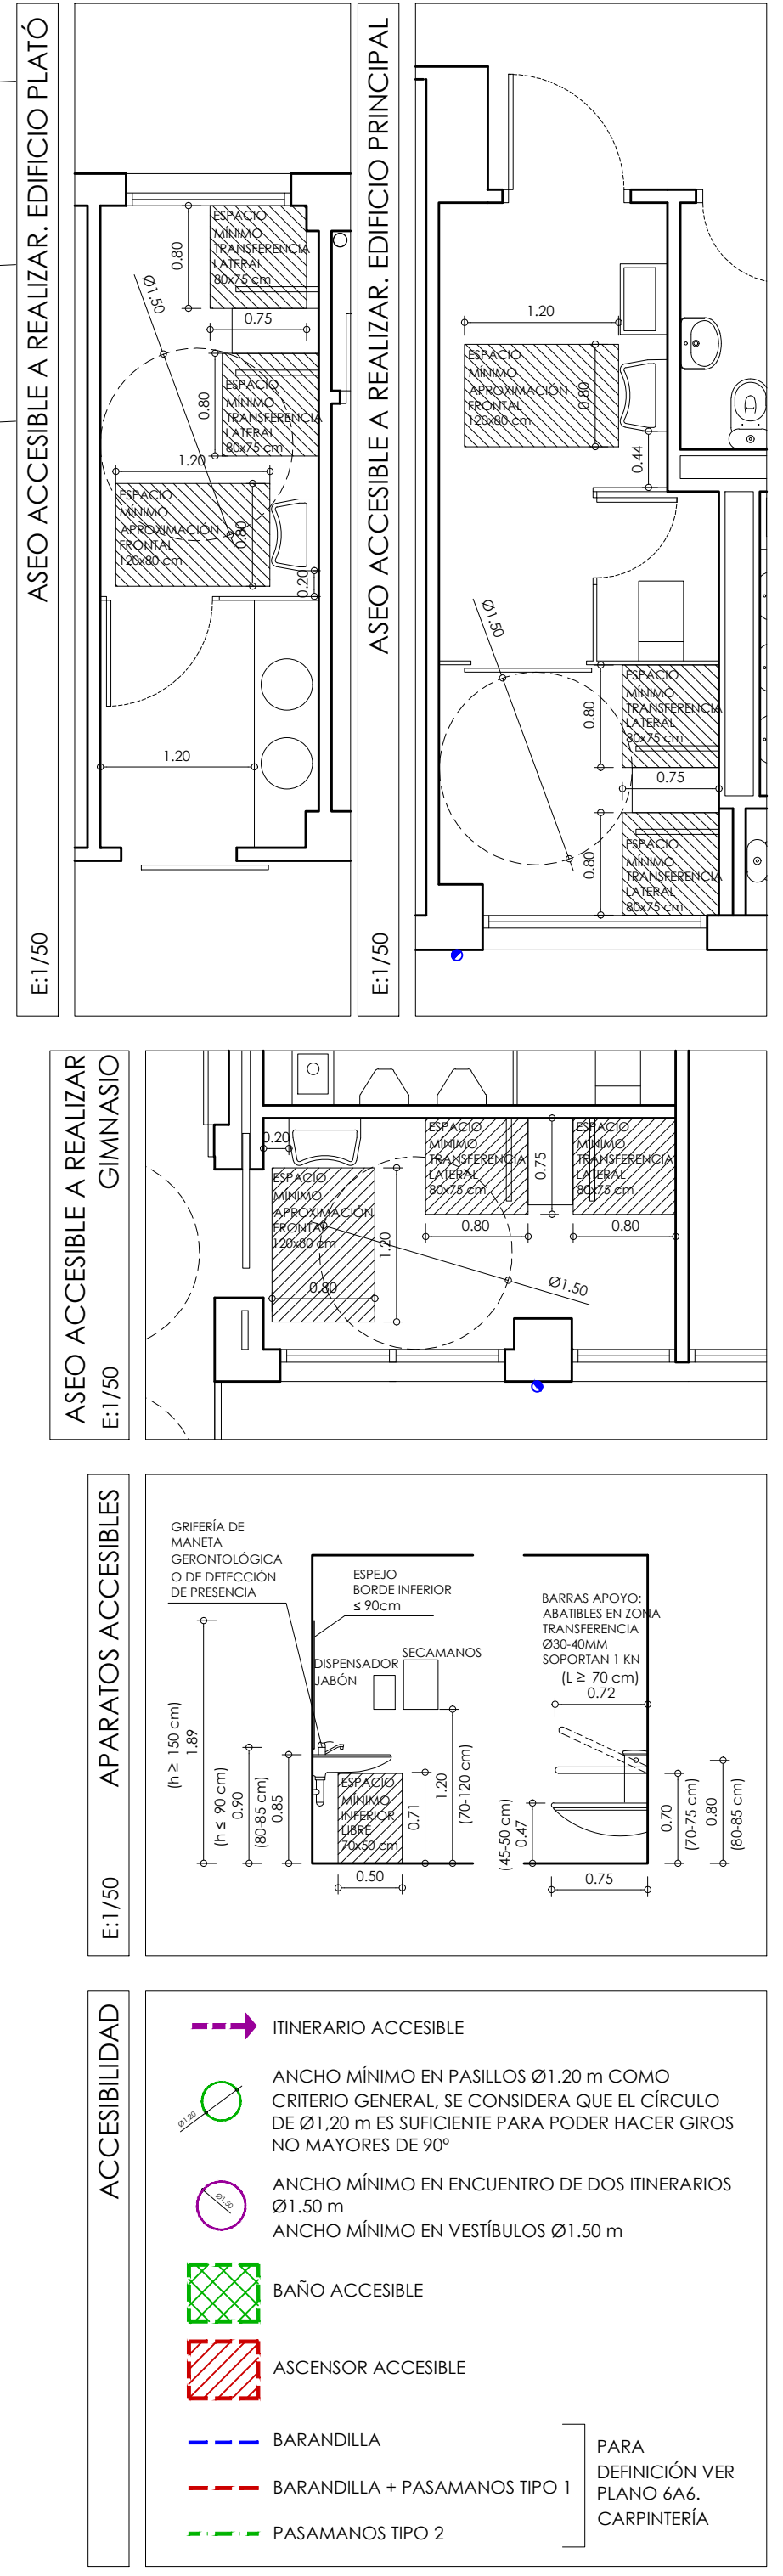 ASEO ACCESIBLE A REALIZAR. EDIFICIO PLATÓ
E:1/50
ESPACIO
MÍNIMO
TRANSFERENCIA
LATERAL
80x75 cm
0.80
Ø1.50
0.75
ESPACIO
MÍNIMO
TRANSFERENCIA
LATERAL
80x75 cm
0.80
1.20
ESPACIO
MÍNIMO
APROXIMACIÓN
FRONTAL
120x80 cm
0.80
0.20
1.20
ASEO ACCESIBLE A REALIZAR. EDIFICIO PRINCIPAL
E:1/50
1.20
ESPACIO
MÍNIMO
APROXIMACIÓN
FRONTAL
120x80 cm
0.80
0.44
Ø1.50
ESPACIO
MÍNIMO
TRANSFERENCIA
LATERAL
80x75 cm
0.80
0.75
ESPACIO
MÍNIMO
TRANSFERENCIA
LATERAL
80x75 cm
0.80
ASEO ACCESIBLE A REALIZAR
GIMNASIO
E:1/50
0.20
ESPACIO
MÍNIMO
APROXIMACIÓN
FRONTAL
120x80 cm
0.80
1.20
ESPACIO
MÍNIMO
TRANSFERENCIA
LATERAL
80x75 cm
0.80
0.75
ESPACIO
MÍNIMO
TRANSFERENCIA
LATERAL
80x75 cm
0.80
Ø1.50
APARATOS ACCESIBLES
E:1/50
GRIFERÍA DE
MANETA
GERONTOLÓGICA
O DE DETECCIÓN
DE PRESENCIA
ESPEJO
BORDE INFERIOR
≤ 90cm
DISPENSADOR
JABÓN
SECAMANOS
BARRAS APOYO:
ABATIBLES EN ZONA
TRANSFERENCIA
Ø30-40MM
SOPORTAN 1 KN
(L ≥ 70 cm)
0.72
(h ≥ 150 cm)
1.89
(h ≤ 90 cm)
0.90
(80-85 cm)
0.85
ESPACIO
MÍNIMO
INFERIOR
LIBRE
70x50 cm
0.50
0.71
1.20
(70-120 cm)
(45-50 cm)
0.47
0.75
0.70
(70-75 cm)
0.80
(80-85 cm)
ACCESIBILIDAD
ITINERARIO ACCESIBLE
Ø1.20
ANCHO MÍNIMO EN PASILLOS Ø1.20 m COMO
CRITERIO GENERAL, SE CONSIDERA QUE EL CÍRCULO
DE Ø1,20 m ES SUFICIENTE PARA PODER HACER GIROS
NO MAYORES DE 90º
Ø1.50
ANCHO MÍNIMO EN ENCUENTRO DE DOS ITINERARIOS
Ø1.50 m
ANCHO MÍNIMO EN VESTÍBULOS Ø1.50 m
BAÑO ACCESIBLE
ASCENSOR ACCESIBLE
BARANDILLA
BARANDILLA + PASAMANOS TIPO 1
PASAMANOS TIPO 2
PARA
DEFINICIÓN VER
PLANO 6A6.
CARPINTERÍA